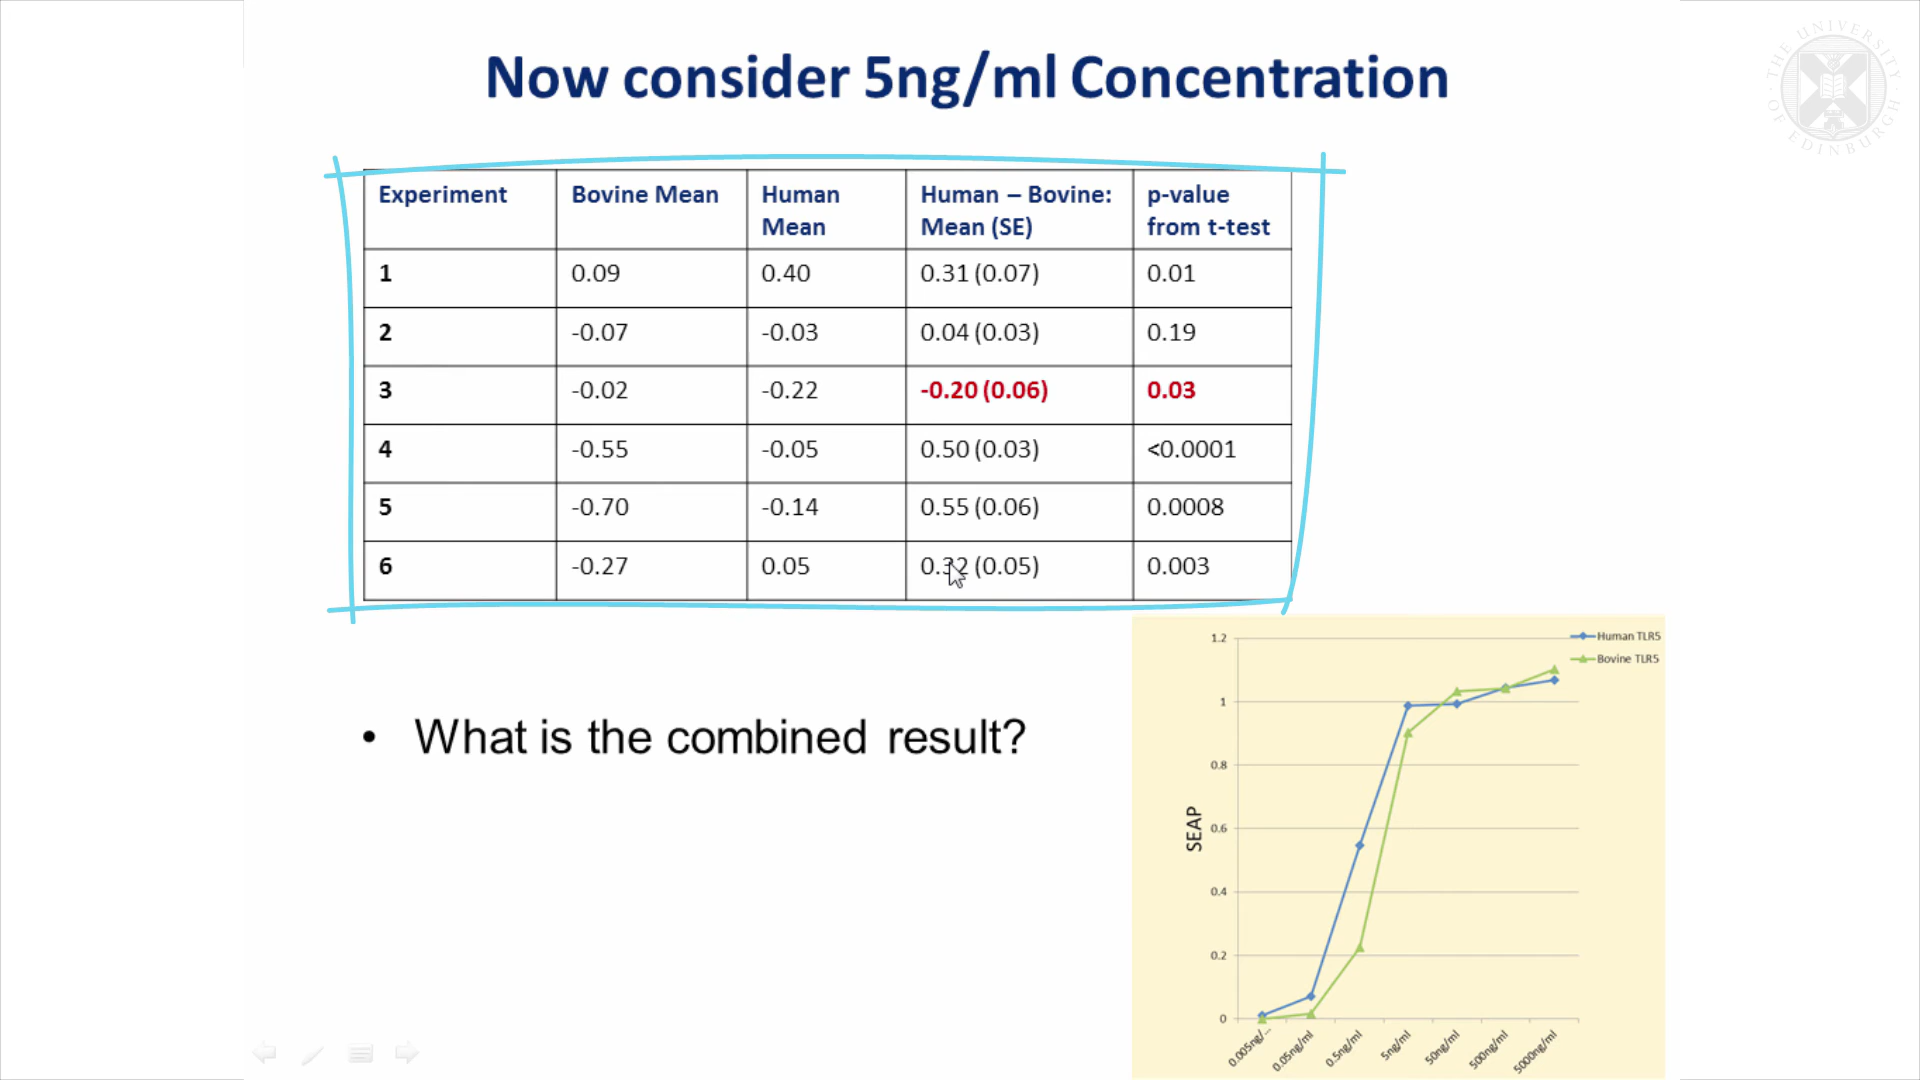 Now consider 5ng/ml Concentration
THE UNIVERSITY OF EDINBURGH
Experiment Bovine Mean Human Mean Human – Bovine: Mean (SE) p-value from t-test
1 0.09 0.40 0.31 (0.07) 0.01
2 -0.07 -0.03 0.04 (0.03) 0.19
3 -0.02 -0.22 -0.20 (0.06) 0.03
4 -0.55 -0.05 0.50 (0.03) <0.0001
5 -0.70 -0.14 0.55 (0.06) 0.0008
6 -0.27 0.05 0.32 (0.05) 0.003
• What is the combined result?
Human TLR5
Bovine TLR5
SEAP
1.2
1
0.8
0.6
0.4
0.2
0
0.005ng/...
0.05ng/ml
0.5ng/ml
5ng/ml
50ng/ml
500ng/ml
5000ng/ml